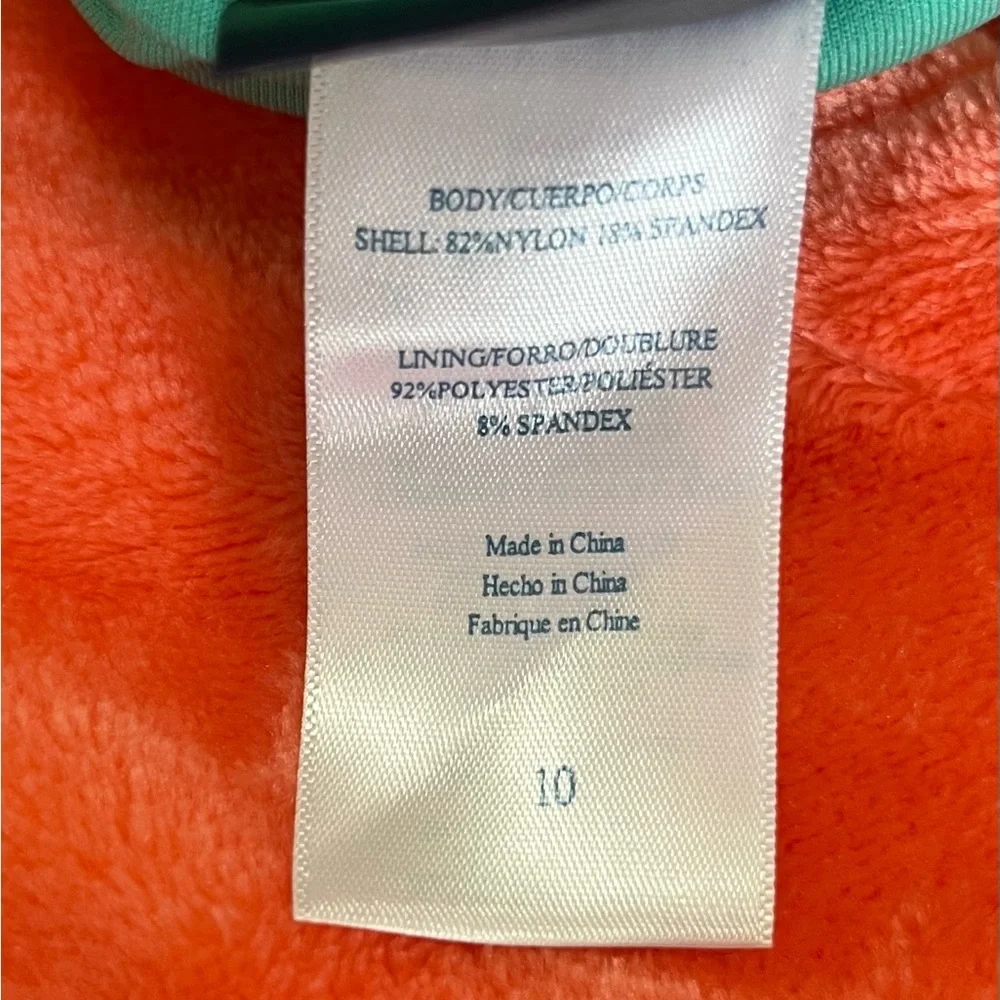 BODY/CUERPO/CORPS
SHELL: 82%NYLON 18% SPANDEX
LINING/FORRO/DOUBLURE
92%POLYESTER/POLIÉSTER
8% SPANDEX
Made in China
Hecho in China
Fabrique en Chine
10